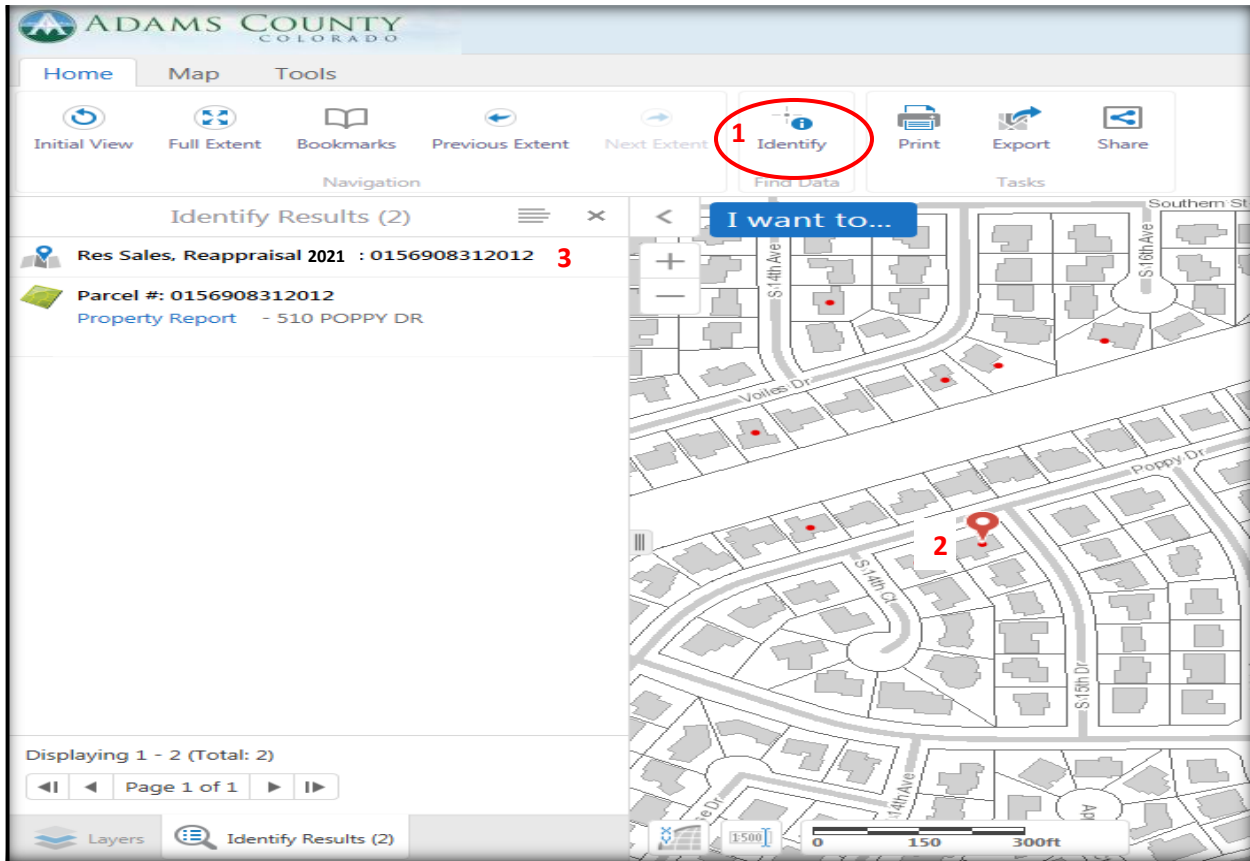 ADAMS COUNTY
COLORADO
Home Map Tools
Initial View Full Extent Bookmarks Previous Extent Next Extent 1 Identify Print Export Share
Navigation Find Data Tasks
Identify Results (2)
I want to...
Res Sales, Reappraisal 2021 : 0156908312012 3
Parcel #: 0156908312012
Property Report - 510 POPPY DR
Southern St
S 14th Ave
S 16th Ave
Voiles Dr
Poppy Dr
2
S 14th Ct
S 15th Dr
14th Ave
se Dr
Displaying 1 - 2 (Total: 2)
Page 1 of 1
Layers Identify Results (2)
1:500
0 150 300ft